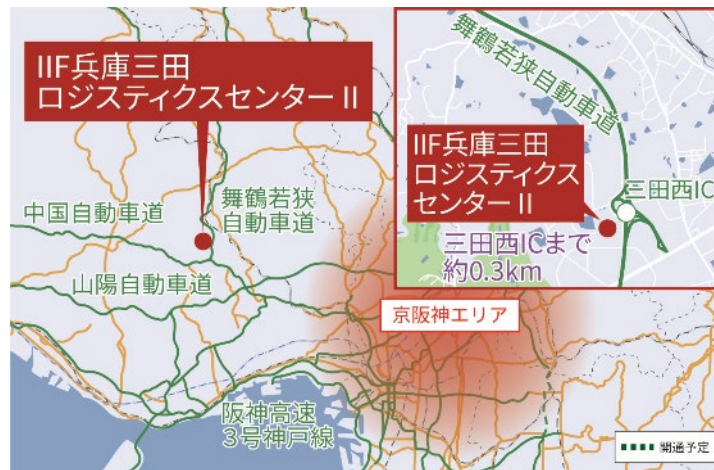 IIF兵庫三田
ロジスティクスセンターⅡ
中国自動車道
舞鶴若狭
自動車道
山陽自動車道
京阪神エリア
阪神高速
3号神戸線
舞鶴若狭自動車道
IIF兵庫三田
ロジスティクス
センターⅡ
三田西IC
三田西ICまで
約0.3km
開通予定